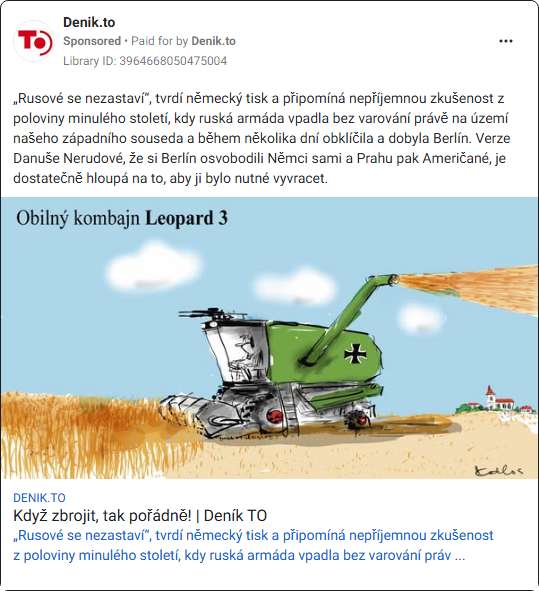 Denik.to
Sponsored • Paid for by Denik.to
Library ID: 3964668050475004
„Rusové se nezastaví“, tvrdí německý tisk a připomíná nepříjemnou zkušenost z
poloviny minulého století, kdy ruská armáda vpadla bez varování právě na území
našeho západního souseda a během několika dní obklíčila a dobyla Berlín. Verze
Danuše Nerudové, že si Berlín osvobodili Němci sami a Prahu pak Američané, je
dostatečně hloupá na to, aby ji bylo nutné vyvracet.
Obilný kombajn Leopard 3
DENIK.TO
Když zbrojit, tak pořádně! | Deník TO
„Rusové se nezastaví“, tvrdí německý tisk a připomíná nepříjemnou zkušenost
z poloviny minulého století, kdy ruská armáda vpadla bez varování práv ...